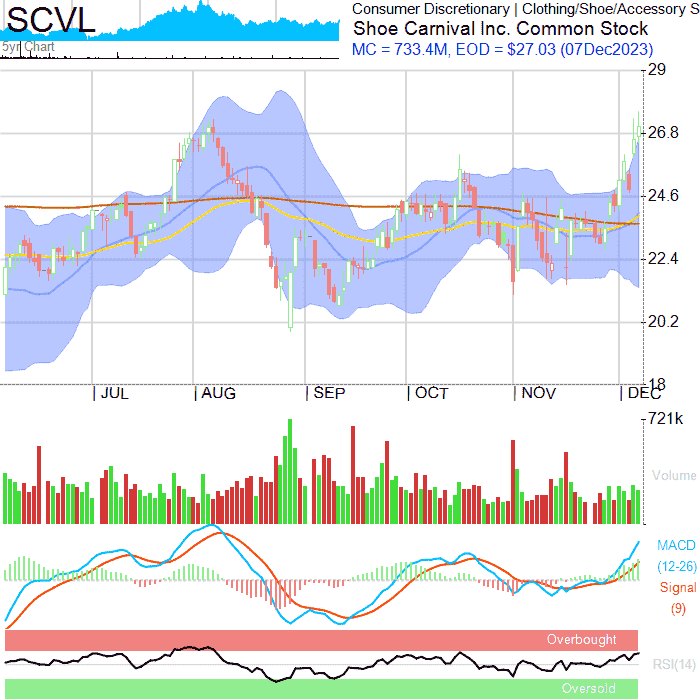 SCVL
5yr Chart
Consumer Discretionary | Clothing/Shoe/Accessory S
Shoe Carnival Inc. Common Stock
MC = 733.4M, EOD = $27.03 (07Dec2023)
29
26.8
24.6
22.4
20.2
18
JUL AUG SEP OCT NOV DEC
721k
Volume
MACD
(12-26)
Signal
(9)
Overbought
RSI(14)
Oversold